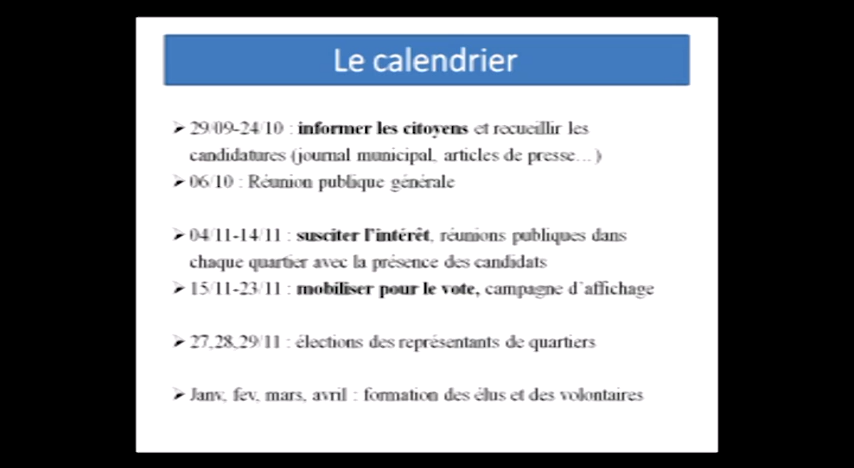 Le calendrier
➢ 29/09-24/10 : informer les citoyens et recueillir les
candidatures (journal municipal, articles de presse...)
➢ 06/10 : Réunion publique générale
➢ 04/11-14/11 : susciter l'intérêt, réunions publiques dans
chaque quartier avec la présence des candidats
➢ 15/11-23/11 : mobiliser pour le vote, campagne d'affichage
➢ 27,28,29/11 : élections des représentants de quartiers
➢ Janv, fev, mars, avril : formation des élus et des volontaires